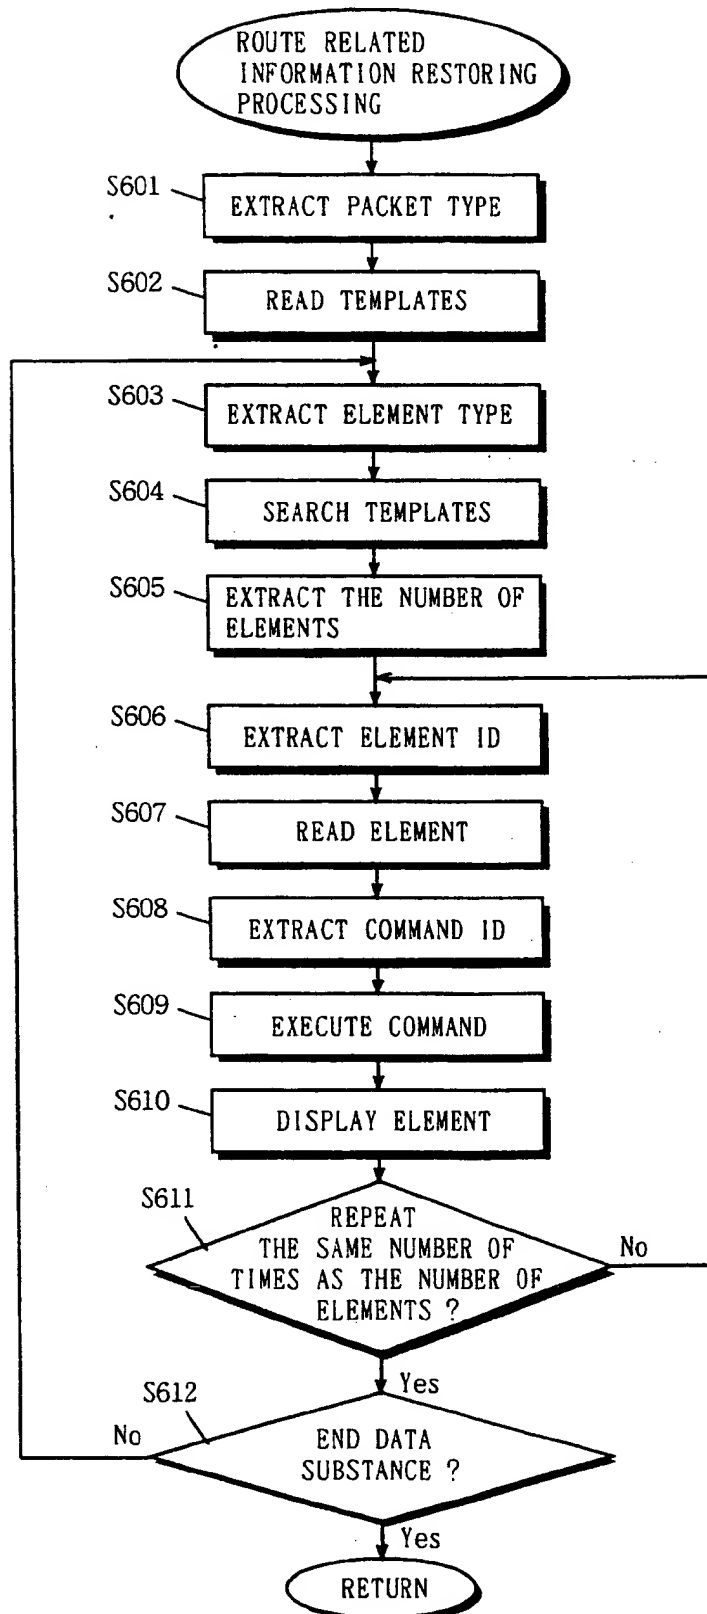 ROUTE RELATED
INFORMATION RESTORING
PROCESSING
S601
EXTRACT PACKET TYPE
S602
READ TEMPLATES
S603
EXTRACT ELEMENT TYPE
S604
SEARCH TEMPLATES
S605
EXTRACT THE NUMBER OF
ELEMENTS
S606
EXTRACT ELEMENT ID
S607
READ ELEMENT
S608
EXTRACT COMMAND ID
S609
EXECUTE COMMAND
S610
DISPLAY ELEMENT
S611
REPEAT
THE SAME NUMBER OF
TIMES AS THE NUMBER OF
ELEMENTS ?
No
Yes
S612
No
END DATA
SUBSTANCE ?
Yes
RETURN